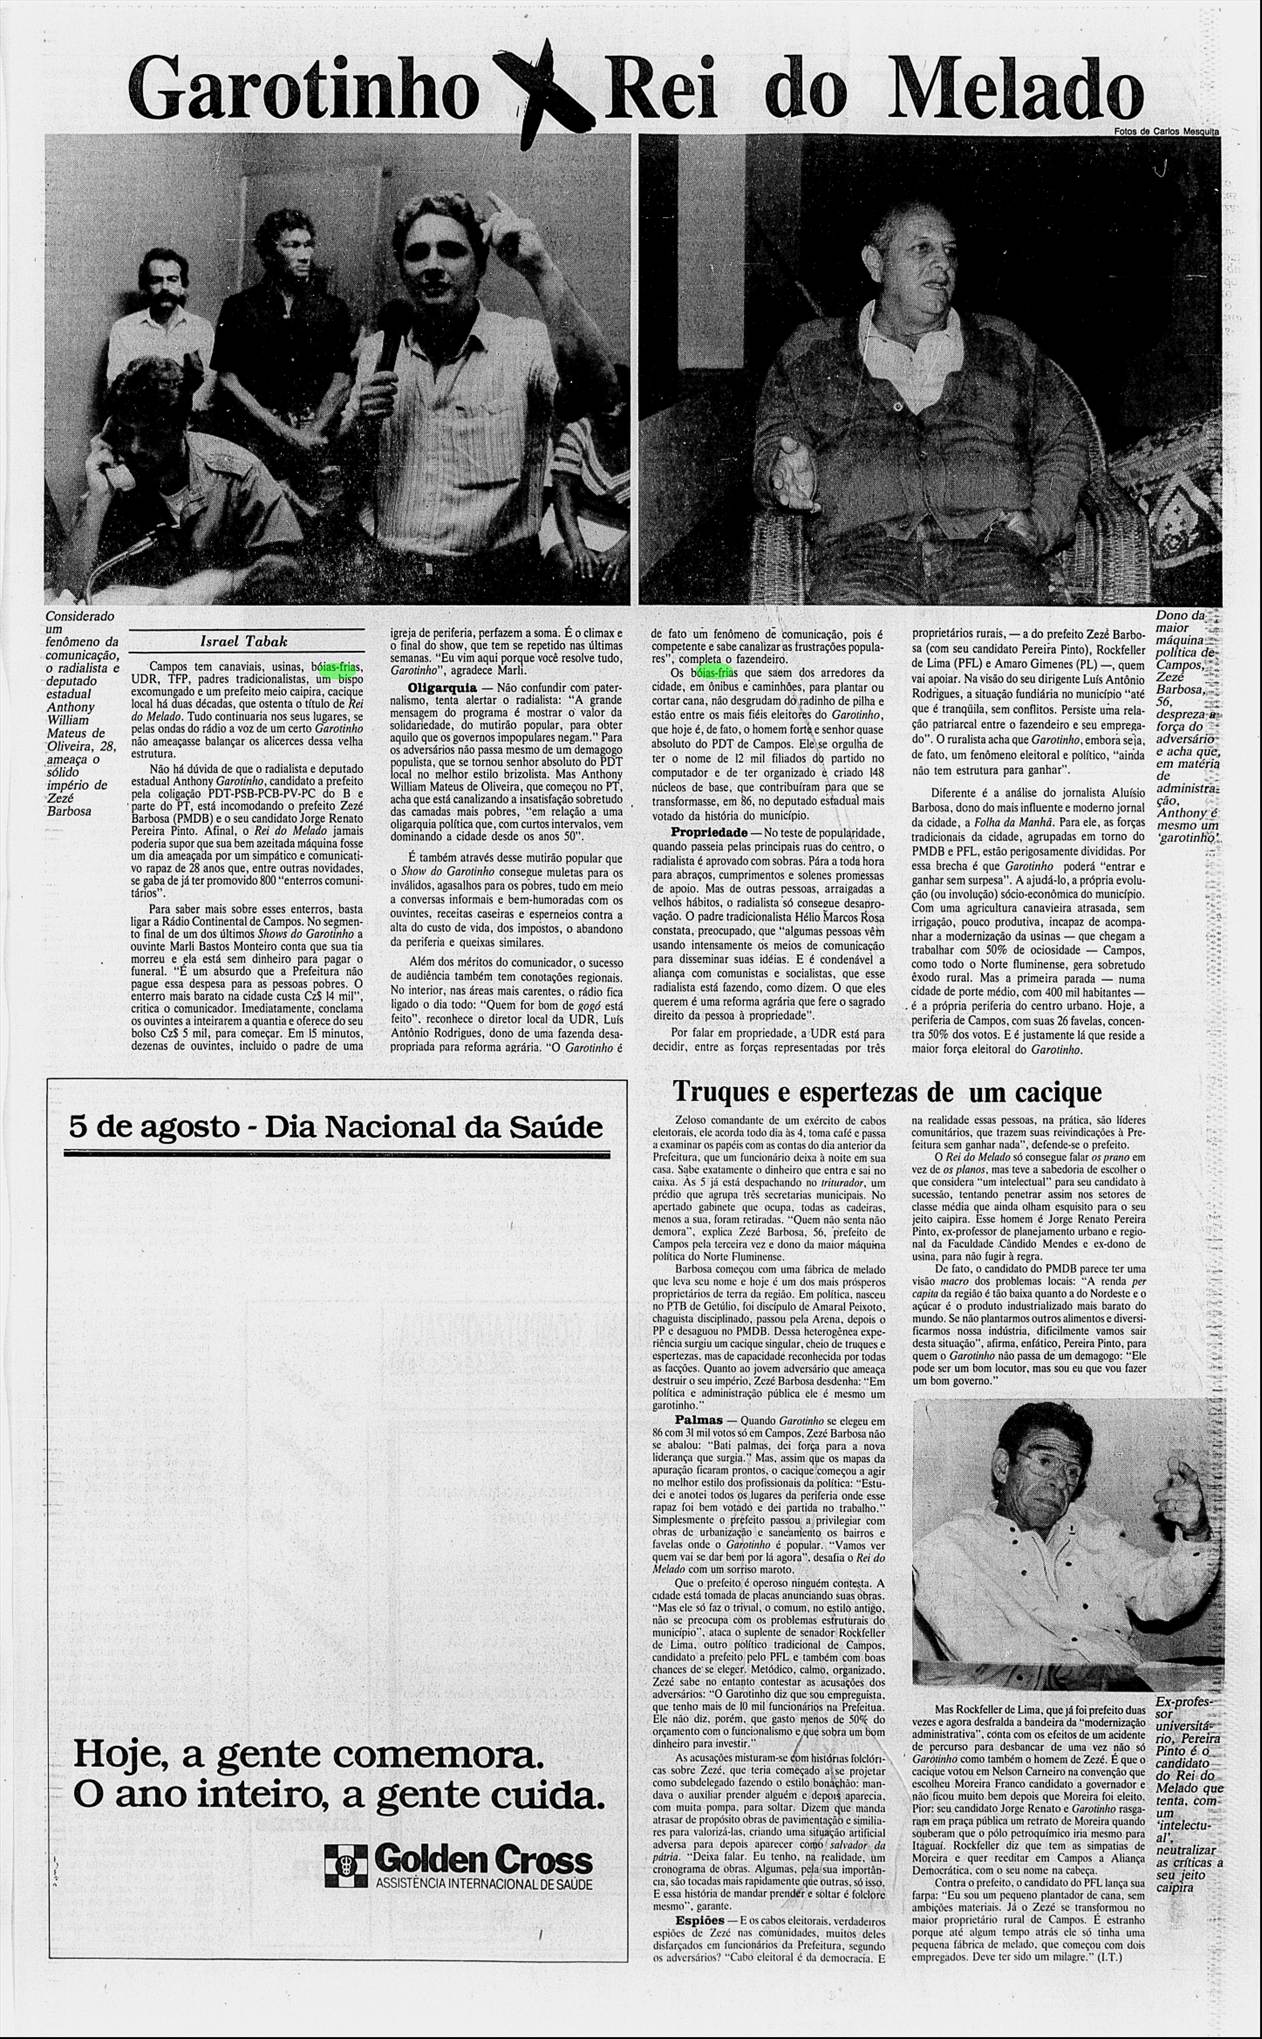 Garotinho X Rei do Melado
Fotos de Carlos Mesquita
Considerado
um
fenômeno da
comunicação,
o radialista e
deputado
estadual
Anthony
William
Mateus de
Oliveira, 28,
ameaça o
sólido
império de
Zezé
Barbosa
Israel Tabak
Campos tem canaviais, usinas, bóias-frias,
UDR, TFP, padres tradicionalistas, um bispo
excomungado e um prefeito meio caipira, cacique
local há duas décadas, que ostenta o título de Rei
do Melado. Tudo continuaria nos seus lugares, se
pelas ondas do rádio a voz de um certo Garotinho
não ameaçasse balançar os alicerces dessa velha
estrutura.
Não há dúvida de que o radialista e deputado
estadual Anthony Garotinho, candidato a prefeito
pela coligação PDT-PSB-PCB-PV-PC do B e
parte do PT, está incomodando o prefeito Zezé
Barbosa (PMDB) e o seu candidato Jorge Renato
Pereira Pinto. Afinal, o Rei do Melado jamais
poderia supor que sua bem azeitada máquina fosse
um dia ameaçada por um simpático e comunicati-
vo rapaz de 28 anos que, entre outras novidades,
se gaba de já ter promovido 800 "enterros comuni-
tários".
Para saber mais sobre esses enterros, basta
ligar a Rádio Continental de Campos. No segmen-
to final de um dos últimos Shows do Garotinho a
ouvinte Marli Bastos Monteiro conta que sua tia
morreu e ela está sem dinheiro para pagar o
funeral. "É um absurdo que a Prefeitura não
pague essa despesa para as pessoas pobres. O
enterro mais barato na cidade custa Cz$ 14 mil",
critica o comunicador. Imediatamente, conclama
os ouvintes a inteirarem a quantia e oferece do seu
bolso Cz$ 5 mil, para começar. Em 15 minutos,
dezenas de ouvintes, incluído o padre de uma
igreja de periferia, perfazem a soma. É o climax e
o final do show, que tem se repetido nas últimas
semanas. "Eu vim aqui porque você resolve tudo,
Garotinho", agradece Marli.
Oligarquia — Não confundir com pater-
nalismo, tenta alertar o radialista: "A grande
mensagem do programa é mostrar o valor da
solidariedade, do mutirão popular, para obter
aquilo que os governos impopulares negam." Para
os adversários não passa mesmo de um demagogo
populista, que se tornou senhor absoluto do PDT
local no melhor estilo brizolista. Mas Anthony
William Mateus de Oliveira, que começou no PT,
acha que está canalizando a insatisfação sobretudo
das camadas mais pobres, "em relação a uma
oligarquia política que, com curtos intervalos, vem
dominando a cidade desde os anos 50".
É também através desse mutirão popular que
o Show do Garotinho consegue muletas para os
inválidos, agasalhos para os pobres, tudo em meio
a conversas informais e bem-humoradas com os
ouvintes, receitas caseiras e esperneios contra a
alta do custo de vida, dos impostos, o abandono
da periferia e queixas similares.
Além dos méritos do comunicador, o sucesso
de audiência também tem conotações regionais.
No interior, nas áreas mais carentes, o rádio fica
ligado o dia todo: "Quem for bom de gogó está
feito", reconhece o diretor local da UDR, Luís
Antônio Rodrigues, dono de uma fazenda desa-
propriada para reforma agrária. "O Garotinho é
de fato um fenômeno de comunicação, pois é
competente e sabe canalizar as frustrações popula-
res", completa o fazendeiro.
Os bóias-frias que saem dos arredores da
cidade, em ônibus e caminhões, para plantar ou
cortar cana, não desgrudam do radinho de pilha e
estão entre os mais fiéis eleitores do Garotinho,
que hoje é, de fato, o homem forte e senhor quase
absoluto do PDT de Campos. Ele se orgulha de
ter o nome de 12 mil filiados do partido no
computador e de ter organizado e criado 148
núcleos de base, que contribuíram para que se
transformasse, em 86, no deputado estadual mais
votado da história do município.
Propriedade — No teste de popularidade,
quando passeia pelas principais ruas do centro, o
radialista é aprovado com sobras. Pára a toda hora
para abraços, cumprimentos e solenes promessas
de apoio. Mas de outras pessoas, arraigadas a
velhos hábitos, o radialista só consegue desapro-
vação. O padre tradicionalista Hélio Marcos Rosa
constata, preocupado, que "algumas pessoas vêm
usando intensamente os meios de comunicação
para disseminar suas idéias. E é condenável a
aliança com comunistas e socialistas, que esse
radialista está fazendo, como dizem. O que eles
querem é uma reforma agrária que fere o sagrado
direito da pessoa à propriedade".
Por falar em propriedade, a UDR está para
decidir, entre as forças representadas por três
proprietários rurais, — a do prefeito Zezé Barbo-
sa (com seu candidato Pereira Pinto), Rockfeller
de Lima (PFL) e Amaro Gimenes (PL) —, quem
vai apoiar. Na visão do seu dirigente Luís Antônio
Rodrigues, a situação fundiária no município "até
que é tranqüila, sem conflitos. Persiste uma rela-
ção patriarcal entre o fazendeiro e seu emprega-
do". O ruralista acha que Garotinho, embora seja,
de fato, um fenômeno eleitoral e político, "ainda
não tem estrutura para ganhar".
Diferente é a análise do jornalista Aluísio
Barbosa, dono do mais influente e moderno jornal
da cidade, a Folha da Manhã. Para ele, as forças
tradicionais da cidade, agrupadas em torno do
PMDB e PFL, estão perigosamente divididas. Por
essa brecha é que Garotinho poderá "entrar e
ganhar sem surpesa". A ajudá-lo, a própria evolu-
ção (ou involução) sócio-econômica do município.
Com uma agricultura canavieira atrasada, sem
irrigação, pouco produtiva, incapaz de acompa-
nhar a modernização da usinas — que chegam a
trabalhar com 50% de ociosidade — Campos,
como todo o Norte fluminense, gera sobretudo
êxodo rural. Mas a primeira parada — numa
cidade de porte médio, com 400 mil habitantes —
é a própria periferia do centro urbano. Hoje, a
periferia de Campos, com suas 26 favelas, concen-
tra 50% dos votos. E é justamente lá que reside a
maior força eleitoral do Garotinho.
Dono da
maior
máquina
política de
Campos,
Zezé
Barbosa,
56,
despreza a
força do
adversário
e acha que,
em matéria
de
administra-
ção,
Anthony é
mesmo um
'garotinho'
5 de agosto - Dia Nacional da Saúde
Hoje, a gente comemora.
O ano inteiro, a gente cuida.
Golden Cross
ASSISTÊNCIA INTERNACIONAL DE SAÚDE
Truques e espertezas de um cacique
Zeloso comandante de um exército de cabos
eleitorais, ele acorda todo dia às 4, toma café e passa
a examinar os papéis com as contas do dia anterior da
Prefeitura, que um funcionário deixa à noite em sua
casa. Sabe exatamente o dinheiro que entra e sai no
caixa. Às 5 já está despachando no triturador, um
prédio que agrupa três secretarias municipais. No
apertado gabinete que ocupa, todas as cadeiras,
menos a sua, foram retiradas. "Quem não senta não
demora", explica Zezé Barbosa, 56, prefeito de
Campos pela terceira vez e dono da maior máquina
política do Norte Fluminense.
Barbosa começou com uma fábrica de melado
que leva seu nome e hoje é um dos mais prósperos
proprietários de terra da região. Em política, nasceu
no PTB de Getúlio, foi discípulo de Amaral Peixoto,
chaguista disciplinado, passou pela Arena, depois o
PP e desaguou no PMDB. Dessa heterogênea expe-
riência surgiu um cacique singular, cheio de truques e
espertezas, mas de capacidade reconhecida por todas
as facções. Quanto ao jovem adversário que ameaça
destruir o seu império, Zezé Barbosa desdenha: "Em
política e administração pública ele é mesmo um
garotinho."
Palmas — Quando Garotinho se elegeu em
86 com 31 mil votos só em Campos, Zezé Barbosa não
se abalou: "Bati palmas, dei força para a nova
liderança que surgia." Mas, assim que os mapas da
apuração ficaram prontos, o cacique começou a agir
no melhor estilo dos profissionais da política: "Estu-
dei e anotei todos os lugares da periferia onde esse
rapaz foi bem votado e dei partida no trabalho."
Simplesmente o prefeito passou a privilegiar com
obras de urbanização e saneamento os bairros e
favelas onde o Garotinho é popular. "Vamos ver
quem vai se dar bem por lá agora", desafia o Rei do
Melado com um sorriso maroto.
Que o prefeito é operoso ninguém contesta. A
cidade está tomada de placas anunciando suas obras.
"Mas ele só faz o trivial, o comum, no estilo antigo,
não se preocupa com os problemas estruturais do
município", ataca o suplente de senador Rockfeller
de Lima, outro político tradicional de Campos,
candidato a prefeito pelo PFL e também com boas
chances de se eleger. Metódico, calmo, organizado,
Zezé sabe no entanto contestar as acusações dos
adversários: "O Garotinho diz que sou empreguista,
que tenho mais de 10 mil funcionários na Prefeitua.
Ele não diz, porém, que gasto menos de 50% do
orçamento com o funcionalismo e que sobra um bom
dinheiro para investir."
As acusações misturam-se com histórias folclóri-
cas sobre Zezé, que teria começado a se projetar
como subdelegado fazendo o estilo bonachão: man-
dava o auxiliar prender alguém e depois aparecia,
com muita pompa, para soltar. Dizem que manda
atrasar de propósito obras de pavimentação e similia-
res para valorizá-las, criando uma situação artificial
adversa para depois aparecer como salvador da
pátria. "Deixa falar. Eu tenho, na realidade, um
cronograma de obras. Algumas, pela sua importân-
cia, são tocadas mais rapidamente que outras, só isso.
E essa história de mandar prender e soltar é folclore
mesmo", garante.
Espiões — E os cabos eleitorais, verdadeiros
espiões de Zezé nas comunidades, muitos deles
disfarçados em funcionários da Prefeitura, segundo
os adversários? "Cabo eleitoral é da democracia. E
na realidade essas pessoas, na prática, são líderes
comunitários, que trazem suas reivindicações à Pre-
feitura sem ganhar nada", defende-se o prefeito.
O Rei do Melado só consegue falar os prano em
vez de os planos, mas teve a sabedoria de escolher o
que considera "um intelectual" para seu candidato à
sucessão, tentando penetrar assim nos setores de
classe média que ainda olham esquisito para o seu
jeito caipira. Esse homem é Jorge Renato Pereira
Pinto, ex-professor de planejamento urbano e regio-
nal da Faculdade Cândido Mendes e ex-dono de
usina, para não fugir à regra.
De fato, o candidato do PMDB parece ter uma
visão macro dos problemas locais: "A renda per
capita da região é tão baixa quanto a do Nordeste e o
açúcar é o produto industrializado mais barato do
mundo. Se não plantarmos outros alimentos e diversi-
ficarmos nossa indústria, dificilmente vamos sair
desta situação", afirma, enfático, Pereira Pinto, para
quem o Garotinho não passa de um demagogo: "Ele
pode ser um bom locutor, mas sou eu que vou fazer
um bom governo."
Mas Rockfeller de Lima, que já foi prefeito duas
vezes e agora desfralda a bandeira da "modernização
administrativa", conta com os efeitos de um acidente
de percurso para desbancar de uma vez não só
Garotinho como também o homem de Zezé. É que o
cacique votou em Nelson Carneiro na convenção que
escolheu Moreira Franco candidato a governador e
não ficou muito bem depois que Moreira foi eleito.
Pior: seu candidato Jorge Renato e Garotinho rasga-
ram em praça pública um retrato de Moreira quando
souberam que o pólo petroquímico iria mesmo para
Itaguaí. Rockfeller diz que tem as simpatias de
Moreira e quer reeditar em Campos a Aliança
Democrática, com o seu nome na cabeça.
Contra o prefeito, o candidato do PFL lança sua
farpa: "Eu sou um pequeno plantador de cana, sem
ambições materiais. Já o Zezé se transformou no
maior proprietário rural de Campos. É estranho
porque até algum tempo atrás ele só tinha uma
pequena fábrica de melado, que começou com dois
empregados. Deve ter sido um milagre." (I.T.)
Ex-profes-
sor
universitá-
rio, Pereira
Pinto é o
candidato
do Rei do
Melado que
tenta, com
um
'intelectu-
al',
neutralizar
as críticas a
seu jeito
caipira